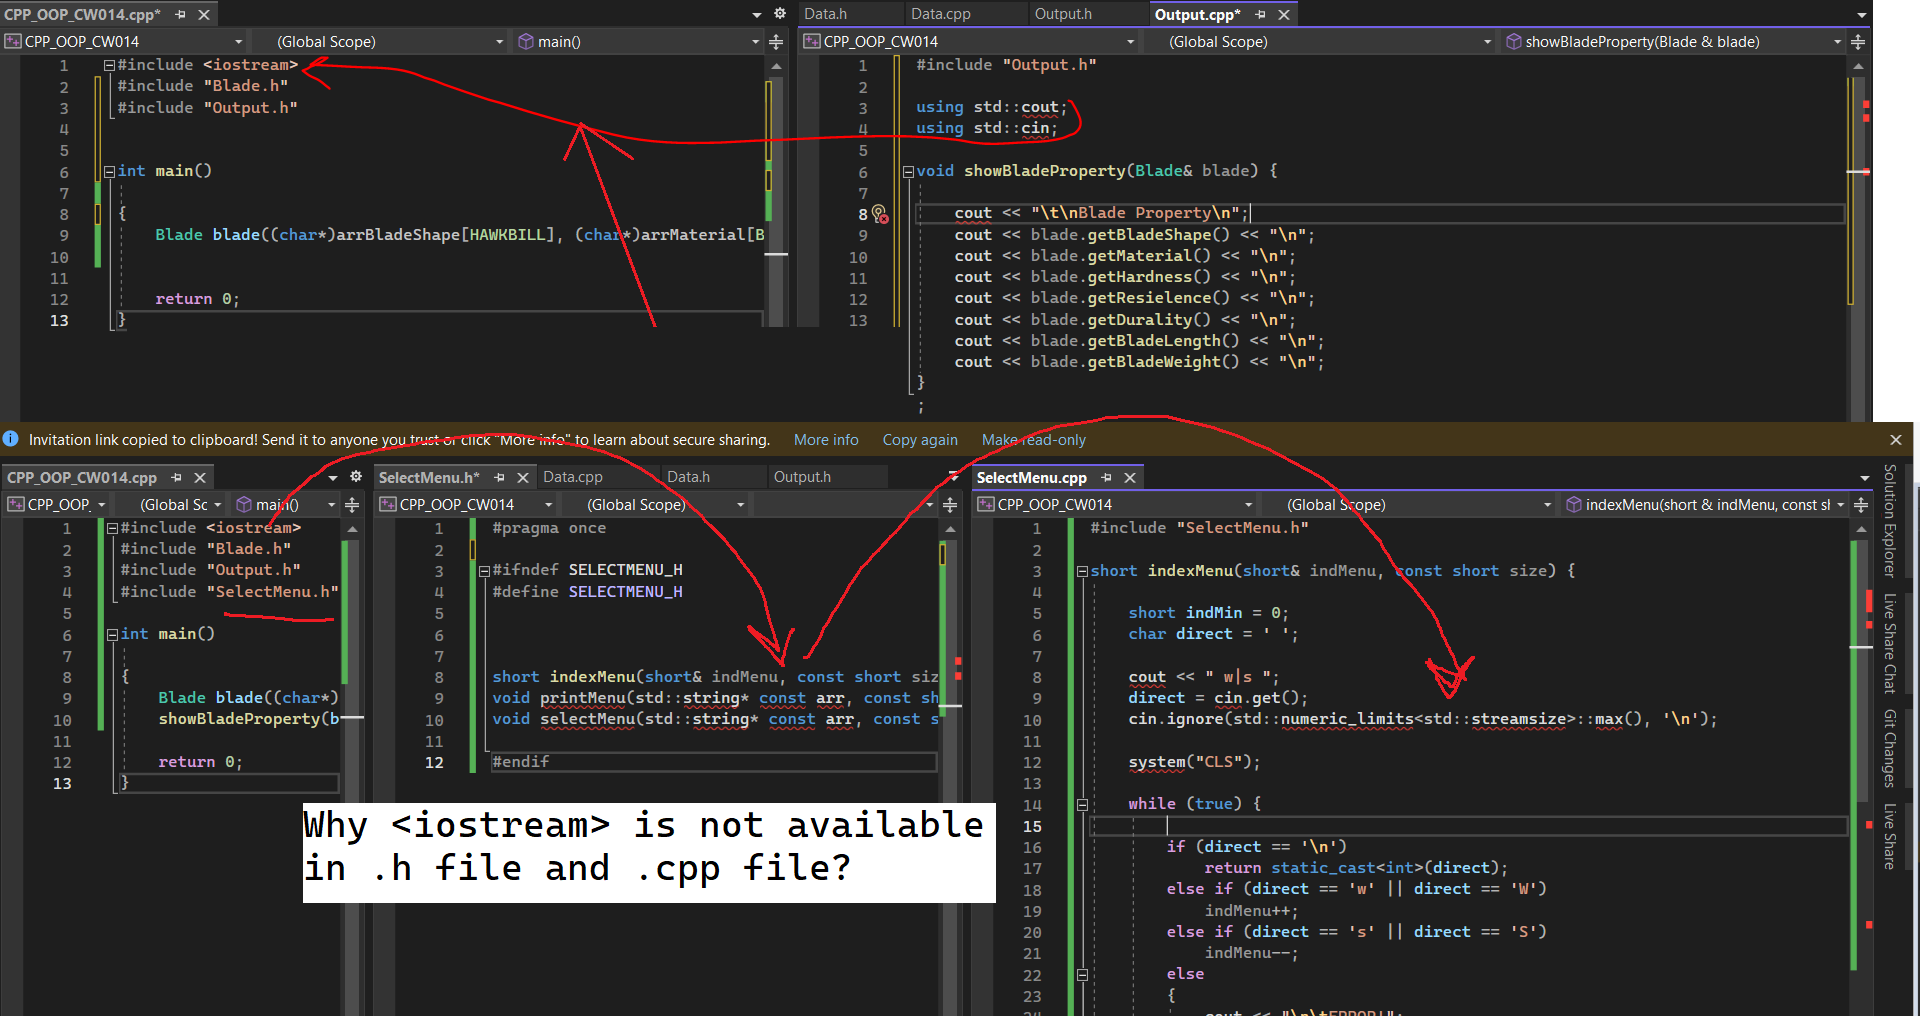 CPP_OOP_CW014.cpp*
CPP_OOP_CW014 (Global Scope) main()
1 #include <iostream>
2 #include "Blade.h"
3 #include "Output.h"
4
5
6 int main()
7
8 {
9 Blade blade((char*)arrBladeShape[HAWKBILL], (char*)arrMaterial[B
10
11
12 return 0;
13 }
Data.h Data.cpp Output.h Output.cpp*
CPP_OOP_CW014 (Global Scope) showBladeProperty(Blade & blade)
1 #include "Output.h"
2
3 using std::cout;
4 using std::cin;
5
6 void showBladeProperty(Blade& blade) {
7
8 cout << "\t\nBlade Property\n";
9 cout << blade.getBladeShape() << "\n";
10 cout << blade.getMaterial() << "\n";
11 cout << blade.getHardness() << "\n";
12 cout << blade.getResielence() << "\n";
13 cout << blade.getDurality() << "\n";
cout << blade.getBladeLength() << "\n";
cout << blade.getBladeWeight() << "\n";
}
;
Invitation link copied to clipboard! Send it to anyone you trust or click "More info" to learn about secure sharing. More info Copy again Make read-only
CPP_OOP_CW014.cpp
CPP_OOP_ (Global Sc main()
1 #include <iostream>
2 #include "Blade.h"
3 #include "Output.h"
4 #include "SelectMenu.h"
5
6 int main()
7
8 {
9 Blade blade((char*)
10 showBladeProperty(b
11
12 return 0;
13 }
SelectMenu.h* Data.cpp Data.h Output.h
CPP_OOP_CW014 (Global Scope)
1 #pragma once
2
3 #ifndef SELECTMENU_H
4 #define SELECTMENU_H
5
6
7
8 short indexMenu(short& indMenu, const short siz
9 void printMenu(std::string* const arr, const sh
10 void selectMenu(std::string* const arr, const s
11
12 #endif
SelectMenu.cpp
CPP_OOP_CW014 (Global Scope) indexMenu(short & indMenu, const sl
1 #include "SelectMenu.h"
2
3 short indexMenu(short& indMenu, const short size) {
4
5 short indMin = 0;
6 char direct = ' ';
7
8 cout << " w|s ";
9 direct = cin.get();
10 cin.ignore(std::numeric_limits<std::streamsize>::max(), '\n');
11
12 system("CLS");
13
14 while (true) {
15
16 if (direct == '\n')
17 return static_cast<int>(direct);
18 else if (direct == 'w' || direct == 'W')
19 indMenu++;
20 else if (direct == 's' || direct == 'S')
21 indMenu--;
22 else
23 {
24 cout << "\n\tERROR!";
Solution Explorer
Live Share Chat
Git Changes
Live Share
Why <iostream> is not available
in .h file and .cpp file?